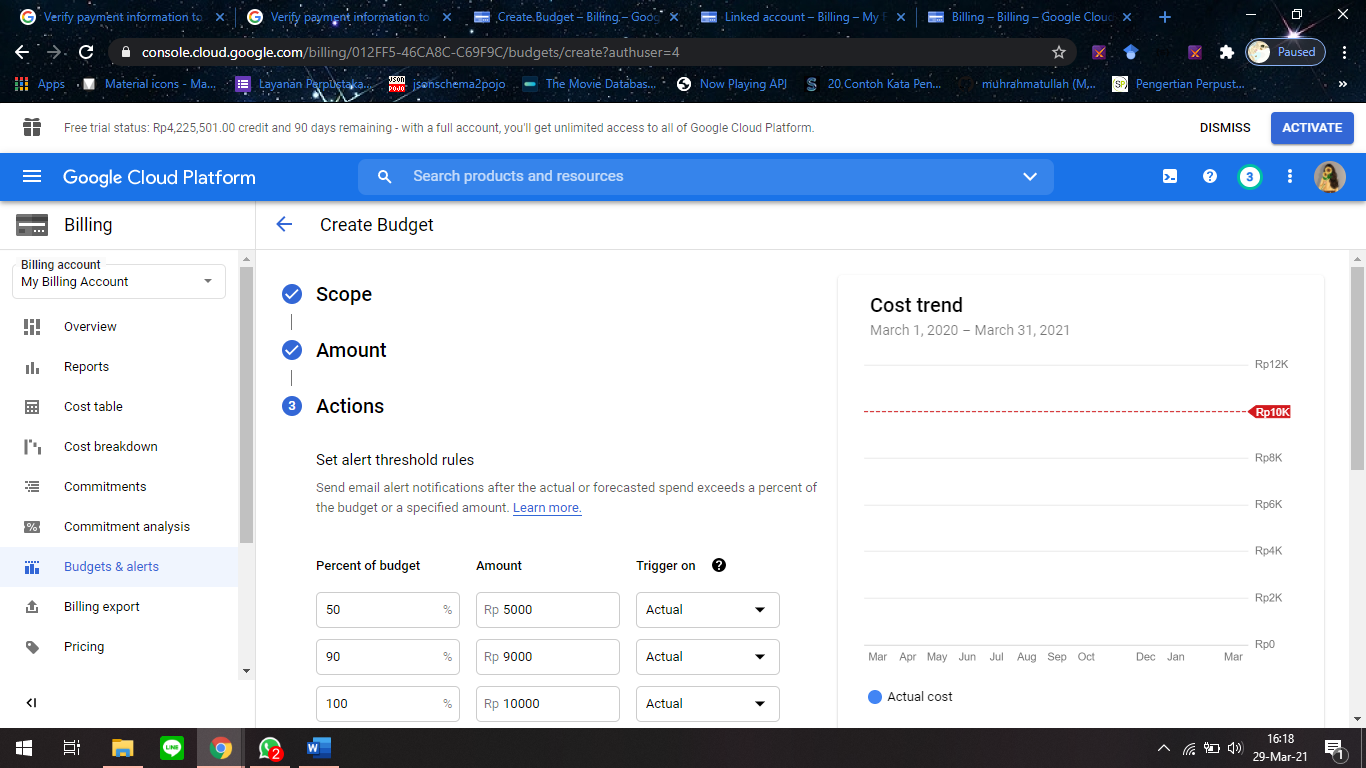 Verify payment information to
Verify payment information to
Create Budget – Billing – Goog
Linked account – Billing – My F
Billing – Billing – Google Cloud
console.cloud.google.com/billing/012FF5-46CA8C-C69F9C/budgets/create?authuser=4
Paused
Apps
Material icons - Ma...
Layanan Perpustaka...
JSON
POJO
jsonschema2pojo
The Movie Databas...
Now Playing APJ
20 Contoh Kata Pen...
muhrahmatullah (M...
SP
Pengertian Perpust...
»
Free trial status: Rp4,225,501.00 credit and 90 days remaining - with a full account, you'll get unlimited access to all of Google Cloud Platform.
DISMISS
ACTIVATE
Google Cloud Platform
Search products and resources
3
Billing
Create Budget
Billing account
My Billing Account
Overview
Reports
Cost table
Cost breakdown
Commitments
Commitment analysis
Budgets & alerts
Billing export
Pricing
Scope
Amount
3 Actions
Set alert threshold rules
Send email alert notifications after the actual or forecasted spend exceeds a percent of
the budget or a specified amount. Learn more.
Percent of budget Amount Trigger on
50 % Rp 5000 Actual
90 % Rp 9000 Actual
100 % Rp 10000 Actual
Cost trend
March 1, 2020 – March 31, 2021
Rp12K
Rp10K
Rp8K
Rp6K
Rp4K
Rp2K
Rp0
Mar Apr May Jun Jul Aug Sep Oct Dec Jan Mar
Actual cost
LINE
2
16:18
29-Mar-21
1